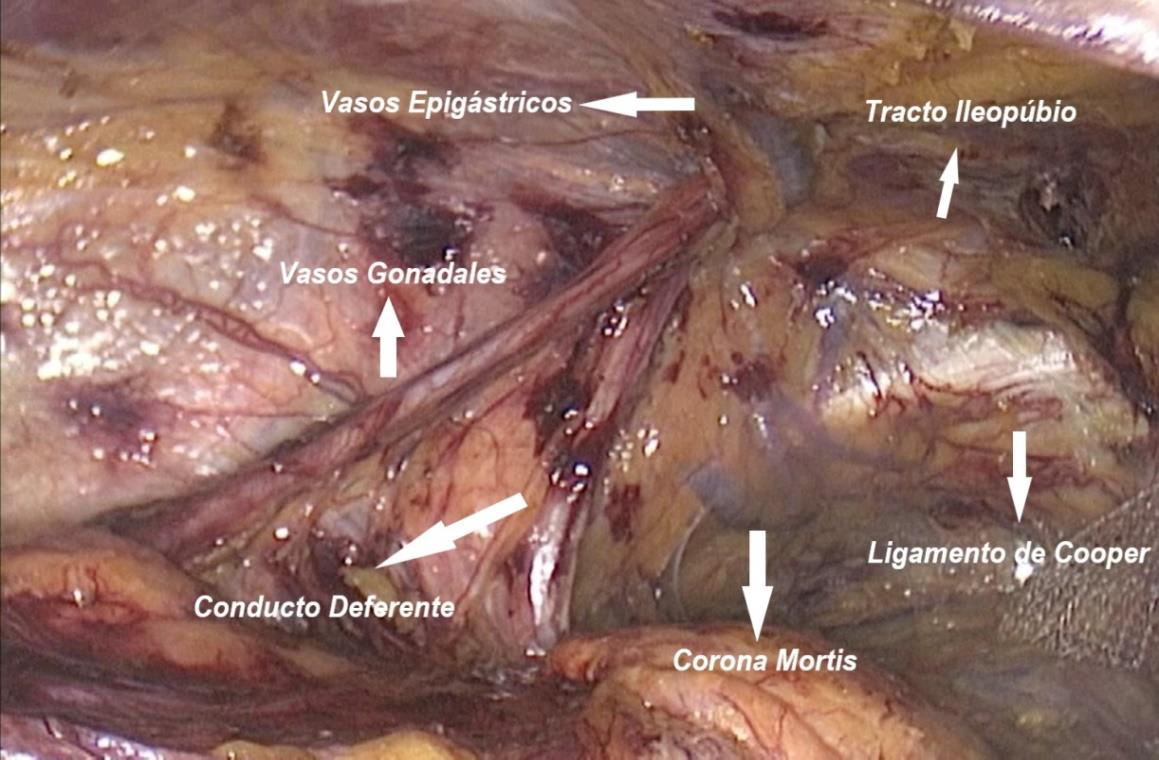 Vasos Epigástricos
Tracto Ileopúbio
Vasos Gonadales
Ligamento de Cooper
Conducto Deferente
Corona Mortis